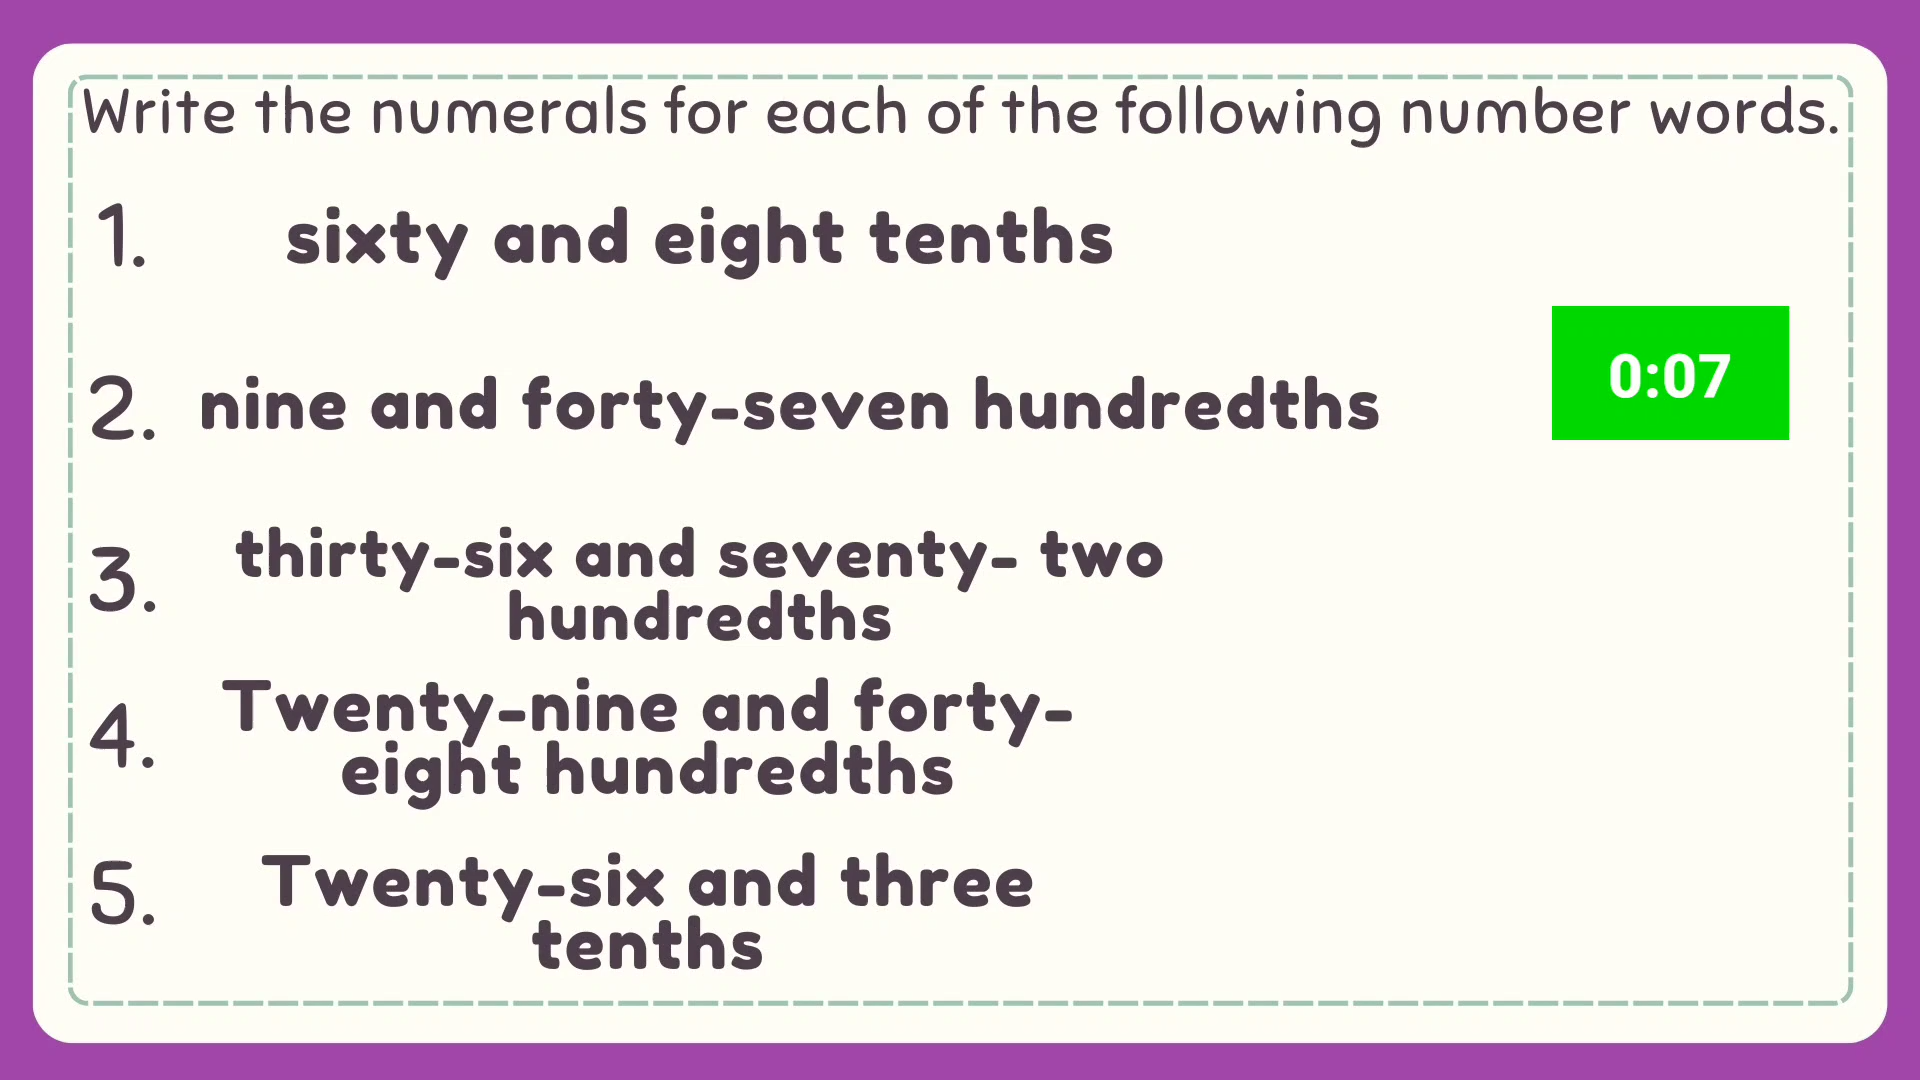 Write the numerals for each of the following number words.
1. sixty and eight tenths
2. nine and forty-seven hundredths
0:07
3. thirty-six and seventy- two
hundredths
4. Twenty-nine and forty-
eight hundredths
5. Twenty-six and three
tenths